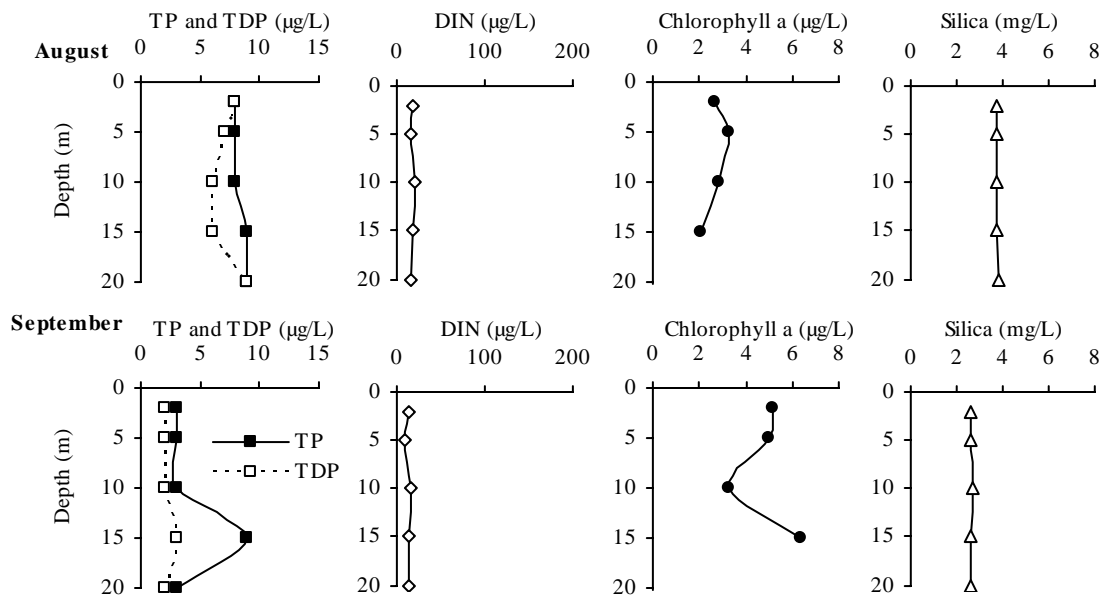 TP and TDP (µg/L) DIN (µg/L) Chlorophyll a (µg/L) Silica (mg/L)
August 0 5 10 15 0 100 200 0 2 4 6 8 0 2 4 6 8
Depth (m)
0 0 0 0
5 5 5 5
10 10 10 10
15 15 15 15
20 20 20 20
September TP and TDP (µg/L) DIN (µg/L) Chlorophyll a (µg/L) Silica (mg/L)
0 5 10 15 0 100 200 0 2 4 6 8 0 2 4 6 8
Depth (m)
0 0 0 0
5 5 5 5
TP
TDP
10 10 10 10
15 15 15 15
20 20 20 20